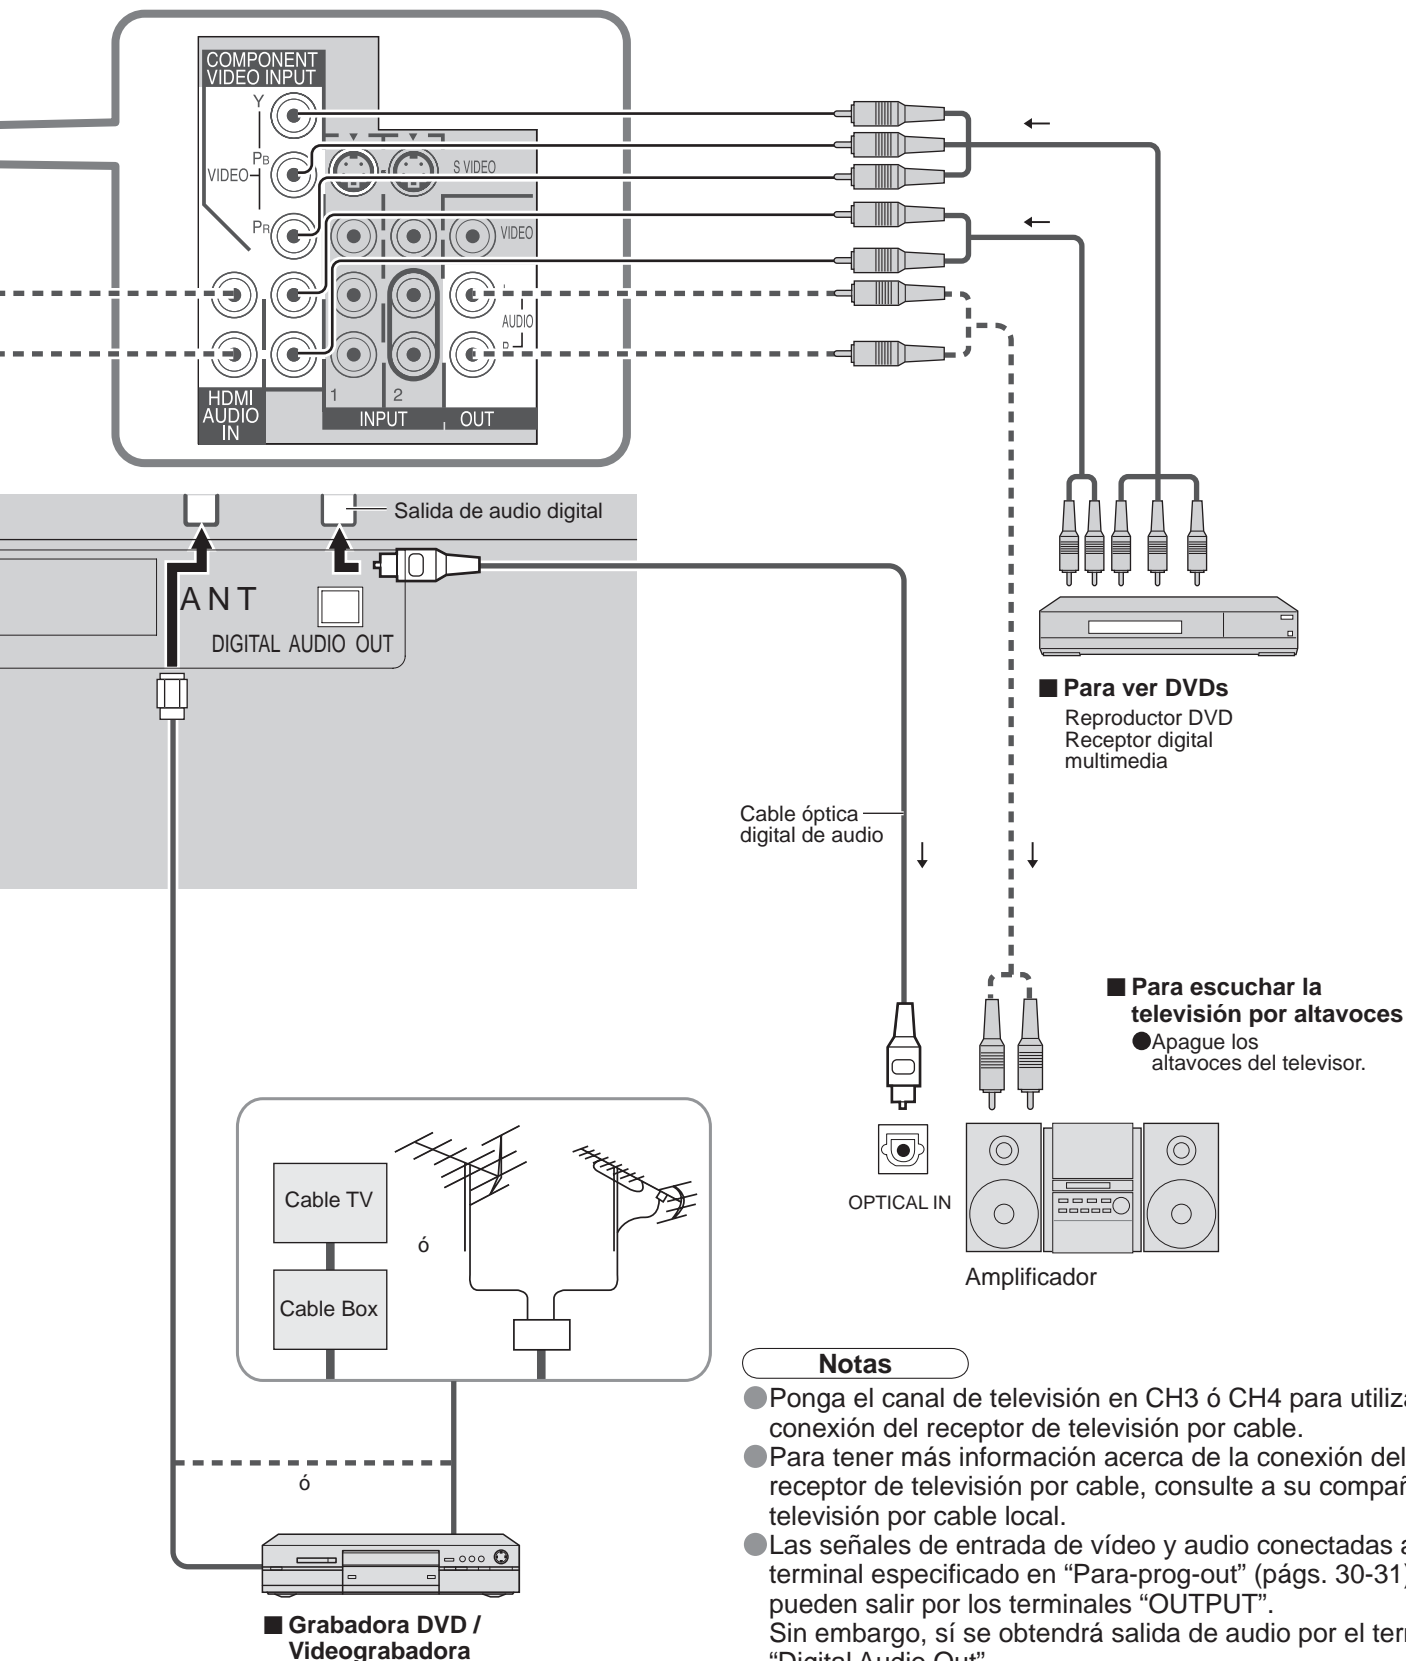 COMPONENT
VIDEO INPUT
Y
PB
VIDEO
PR
S VIDEO
VIDEO
AUDIO
R
1
2
HDMI
AUDIO
IN
INPUT
OUT
Salida de audio digital
ANT
DIGITAL AUDIO OUT
■ Para ver DVDs
Reproductor DVD
Receptor digital
multimedia
Cable óptica
digital de audio
■ Para escuchar la
televisión por altavoces
●Apague los
altavoces del televisor.
OPTICAL IN
Amplificador
Cable TV
ó
Cable Box
ó
■ Grabadora DVD /
Videograbadora
Notas
●Ponga el canal de televisión en CH3 ó CH4 para
conexión del receptor de televisión por cable.
●Para tener más información acerca de la conexión del
receptor de televisión por cable, consulte a su
televisión por cable local.
●Las señales de entrada de vídeo y audio conectadas
terminal especificado en “Para-prog-out” (págs. 30-31)
pueden salir por los terminales “OUTPUT”.
Sin embargo, sí se obtendrá salida de audio por el
“Digital Audio Out”